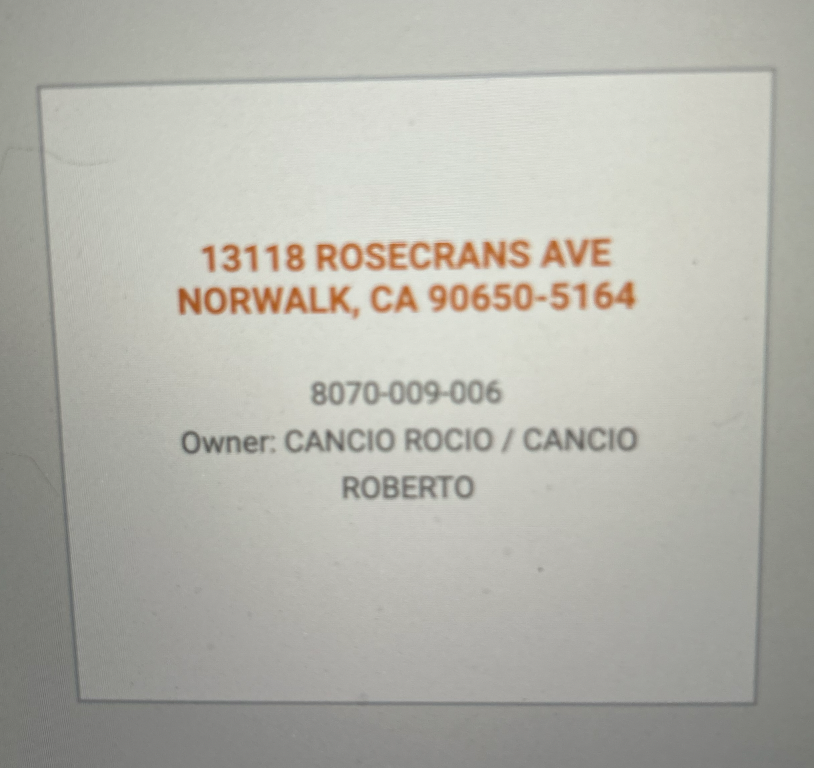 13118 ROSECRANS AVE
NORWALK, CA 90650-5164
8070-009-006
Owner: CANCIO ROCIO / CANCIO
ROBERTO